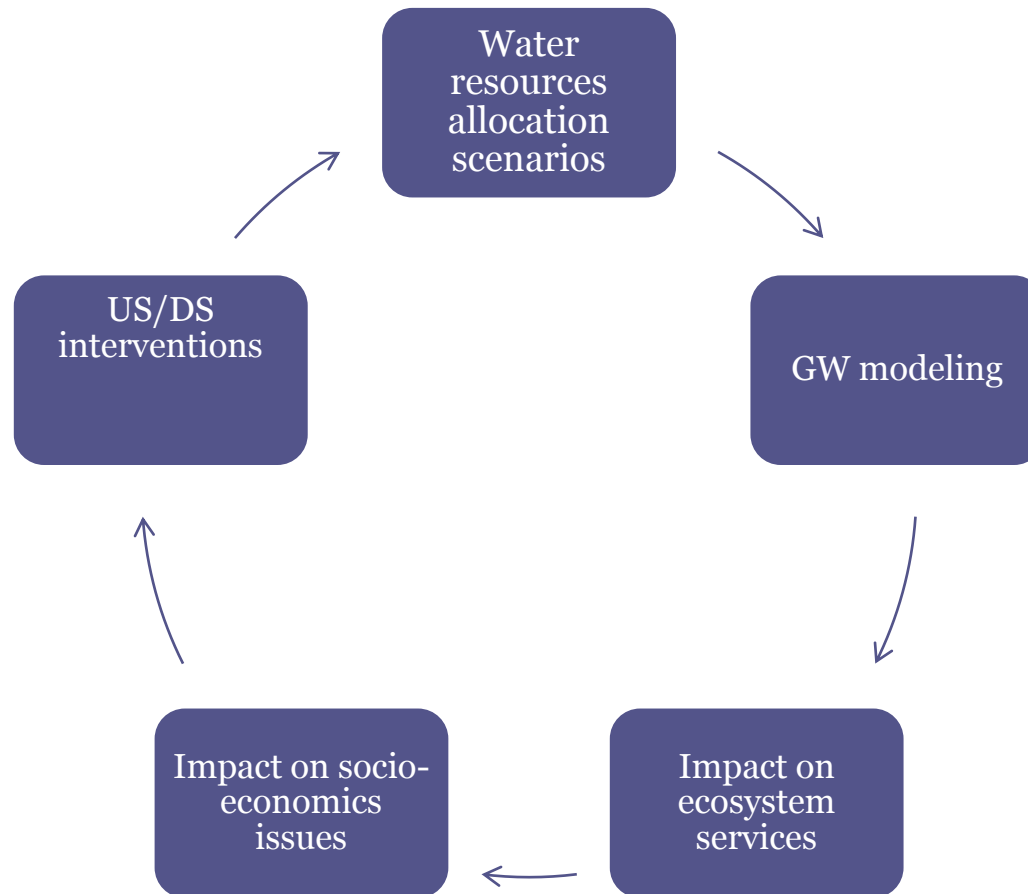 Water
resources
allocation
scenarios
GW modeling
Impact on
ecosystem
services
Impact on socio-
economics
issues
US/DS
interventions